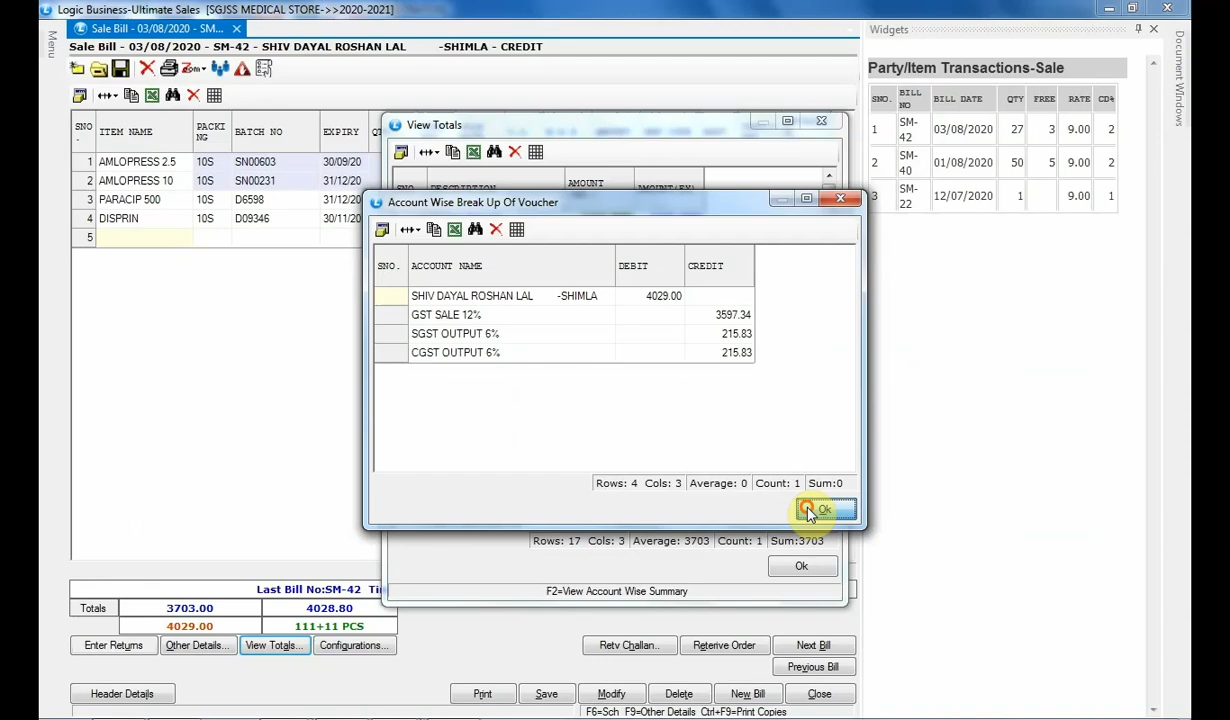 Logic Business-Ultimate Sales [SGJSS MEDICAL STORE->>2020-2021]
Menu
Sale Bill - 03/08/2020 - SM-...
Widgets
Document Windows
Sale Bill - 03/08/2020 - SM-42 - SHIV DAYAL ROSHAN LAL -SHIMLA - CREDIT
Party/Item Transactions-Sale
SNO. BILL NO BILL DATE QTY FREE RATE CD%
1 SM-42 03/08/2020 27 3 9.00 2
2 SM-40 01/08/2020 50 5 9.00 2
3 SM-22 12/07/2020 1 9.00 2
SNO. ITEM NAME PACKING BATCH NO EXPIRY
1 AMLOPRESS 2.5 10S SN00603 30/09/20
2 AMLOPRESS 10 10S SN00231 31/12/20
3 PARACIP 500 10S D6598 31/12/
4 DISPRIN 10S D09346 30/11/20
5
View Totals
SNO. DESCRIPTION AMOUNT AMOUNT(EX)
Account Wise Break Up Of Voucher
SNO. ACCOUNT NAME DEBIT CREDIT
SHIV DAYAL ROSHAN LAL -SHIMLA 4029.00
GST SALE 12% 3597.34
SGST OUTPUT 6% 215.83
CGST OUTPUT 6% 215.83
Rows: 4 Cols: 3 Average: 0 Count: 1 Sum:0
Ok
Rows: 17 Cols: 3 Average: 3703 Count: 1 Sum:3703
Ok
F2=View Account Wise Summary
Last Bill No:SM-42
Totals 3703.00 4028.80
4029.00 111+11 PCS
Enter Returns Other Details... View Totals... Configurations... Retv Challan.. Reterive Order Next Bill
Previous Bill
Header Details Print Save Modify Delete New Bill Close
F6=Sch F9=Other Details Ctrl+F9=Print Copies